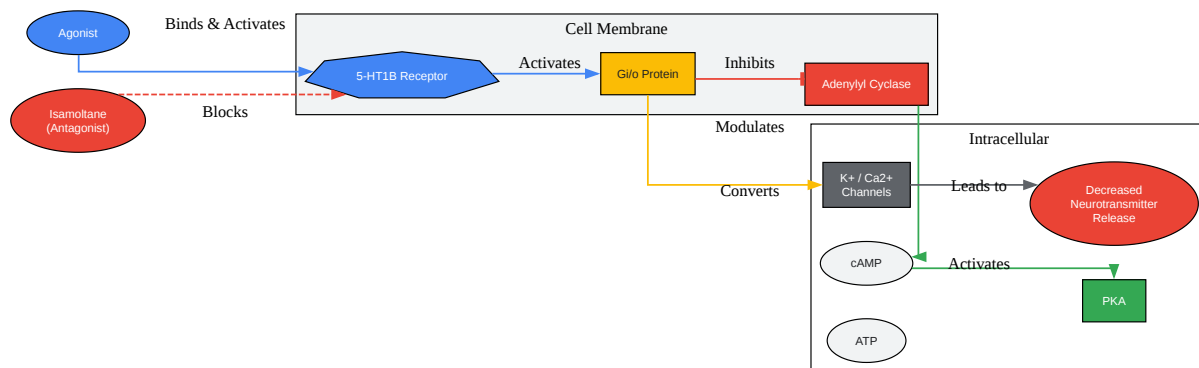 Agonist
Binds & Activates
Cell Membrane
5-HT1B Receptor
Activates
Gi/o Protein
Inhibits
Adenylyl Cyclase
Isamoltane
(Antagonist)
Blocks
Modulates
Intracellular
K+ / Ca2+
Channels
Converts
Leads to
Decreased
Neurotransmitter
Release
cAMP
Activates
PKA
ATP